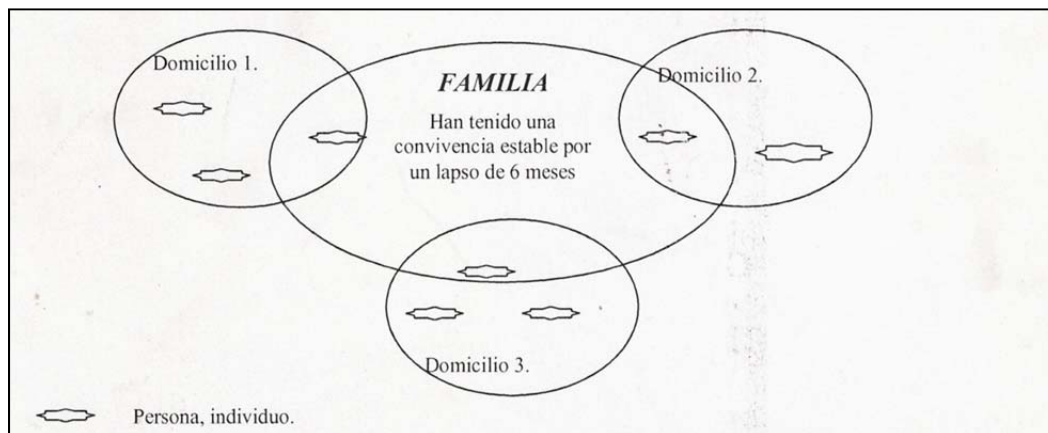 Domicilio 1.
FAMILIA
Domicilio 2.
Han tenido una
convivencia estable por
un lapso de 6 meses
Domicilio 3.
Persona, individuo.